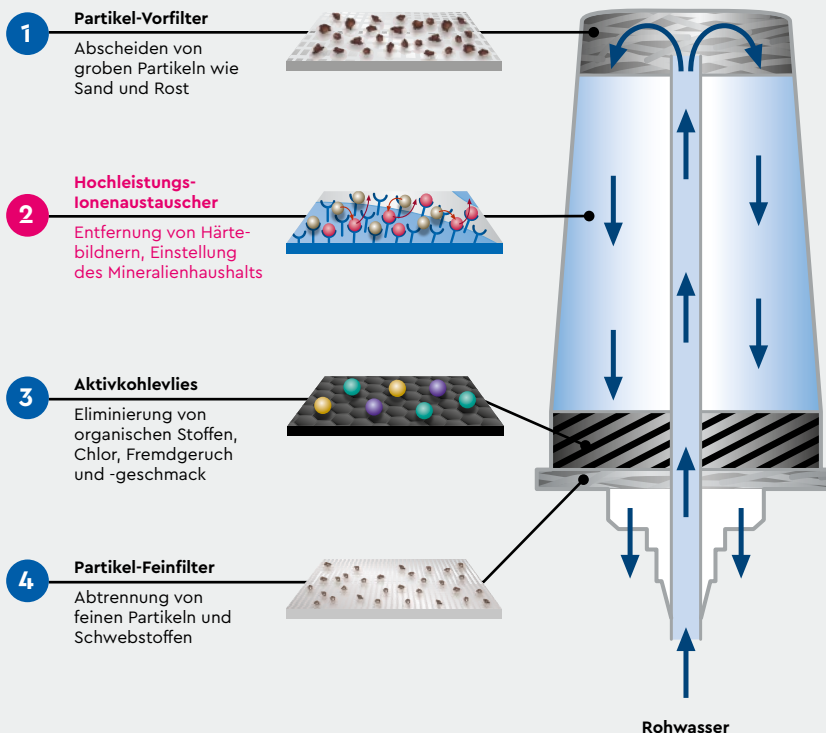 1
Partikel-Vorfilter
Abscheiden von
groben Partikeln wie
Sand und Rost
2
Hochleistungs-
Ionenaustauscher
Entfernung von Härte-
bildnern, Einstellung
des Mineralienhaushalts
3
Aktivkohlevlies
Eliminierung von
organischen Stoffen,
Chlor, Fremdgeruch
und -geschmack
4
Partikel-Feinfilter
Abtrennung von
feinen Partikeln und
Schwebstoffen
Rohwasser